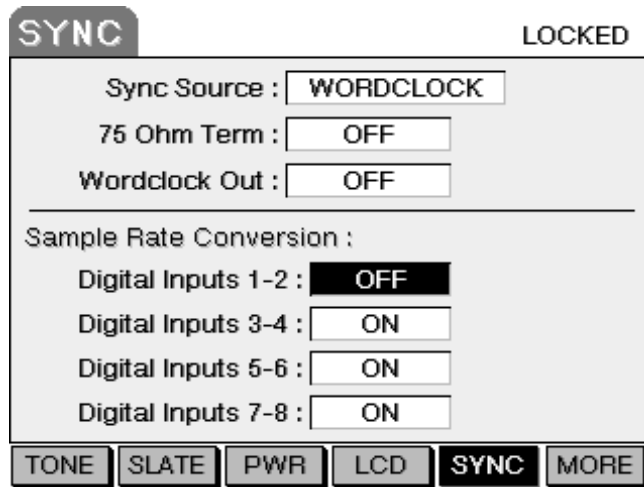 SYNC LOCKED
Sync Source : WORDCLOCK
75 Ohm Term : OFF
Wordclock Out : OFF
Sample Rate Conversion :
Digital Inputs 1-2 : OFF
Digital Inputs 3-4 : ON
Digital Inputs 5-6 : ON
Digital Inputs 7-8 : ON
TONE SLATE PWR LCD SYNC MORE